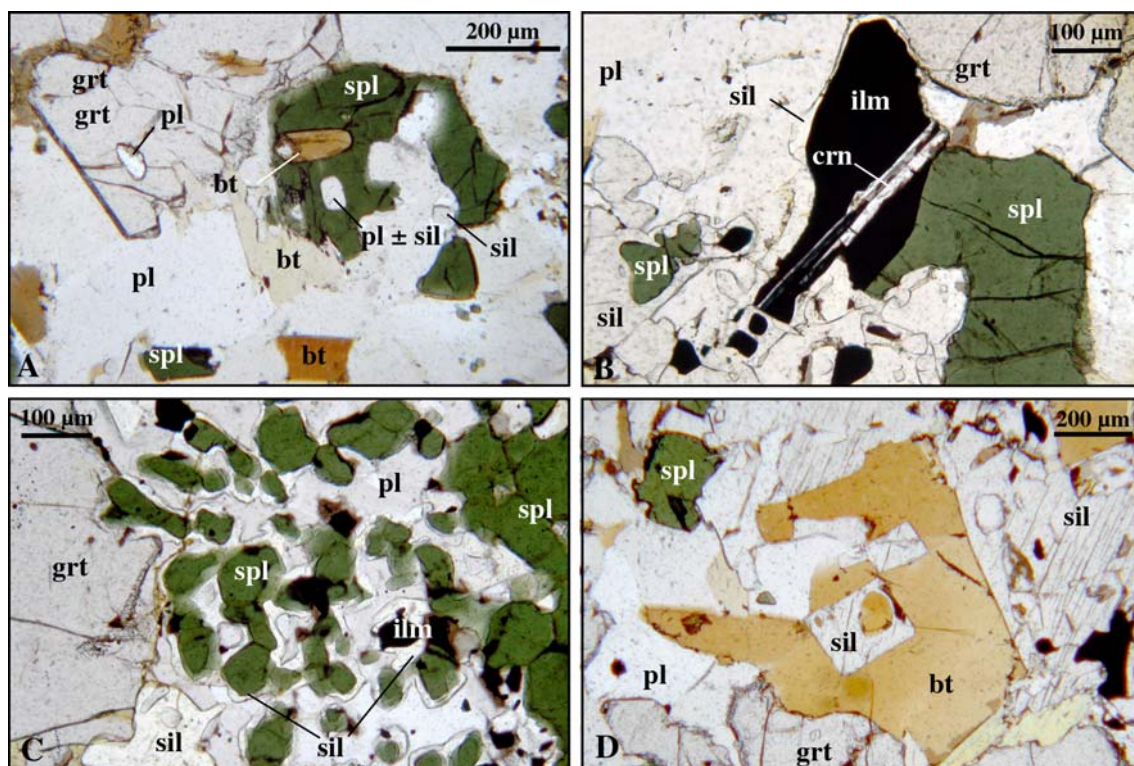 200 µm
grt
grt
pl
spl
bt
pl ± sil
sil
bt
pl
spl
bt
A
100 µm
pl
grt
sil
ilm
crn
spl
spl
sil
B
100 µm
pl
spl
grt
spl
ilm
sil
sil
C
200 µm
spl
sil
sil
pl
bt
grt
D